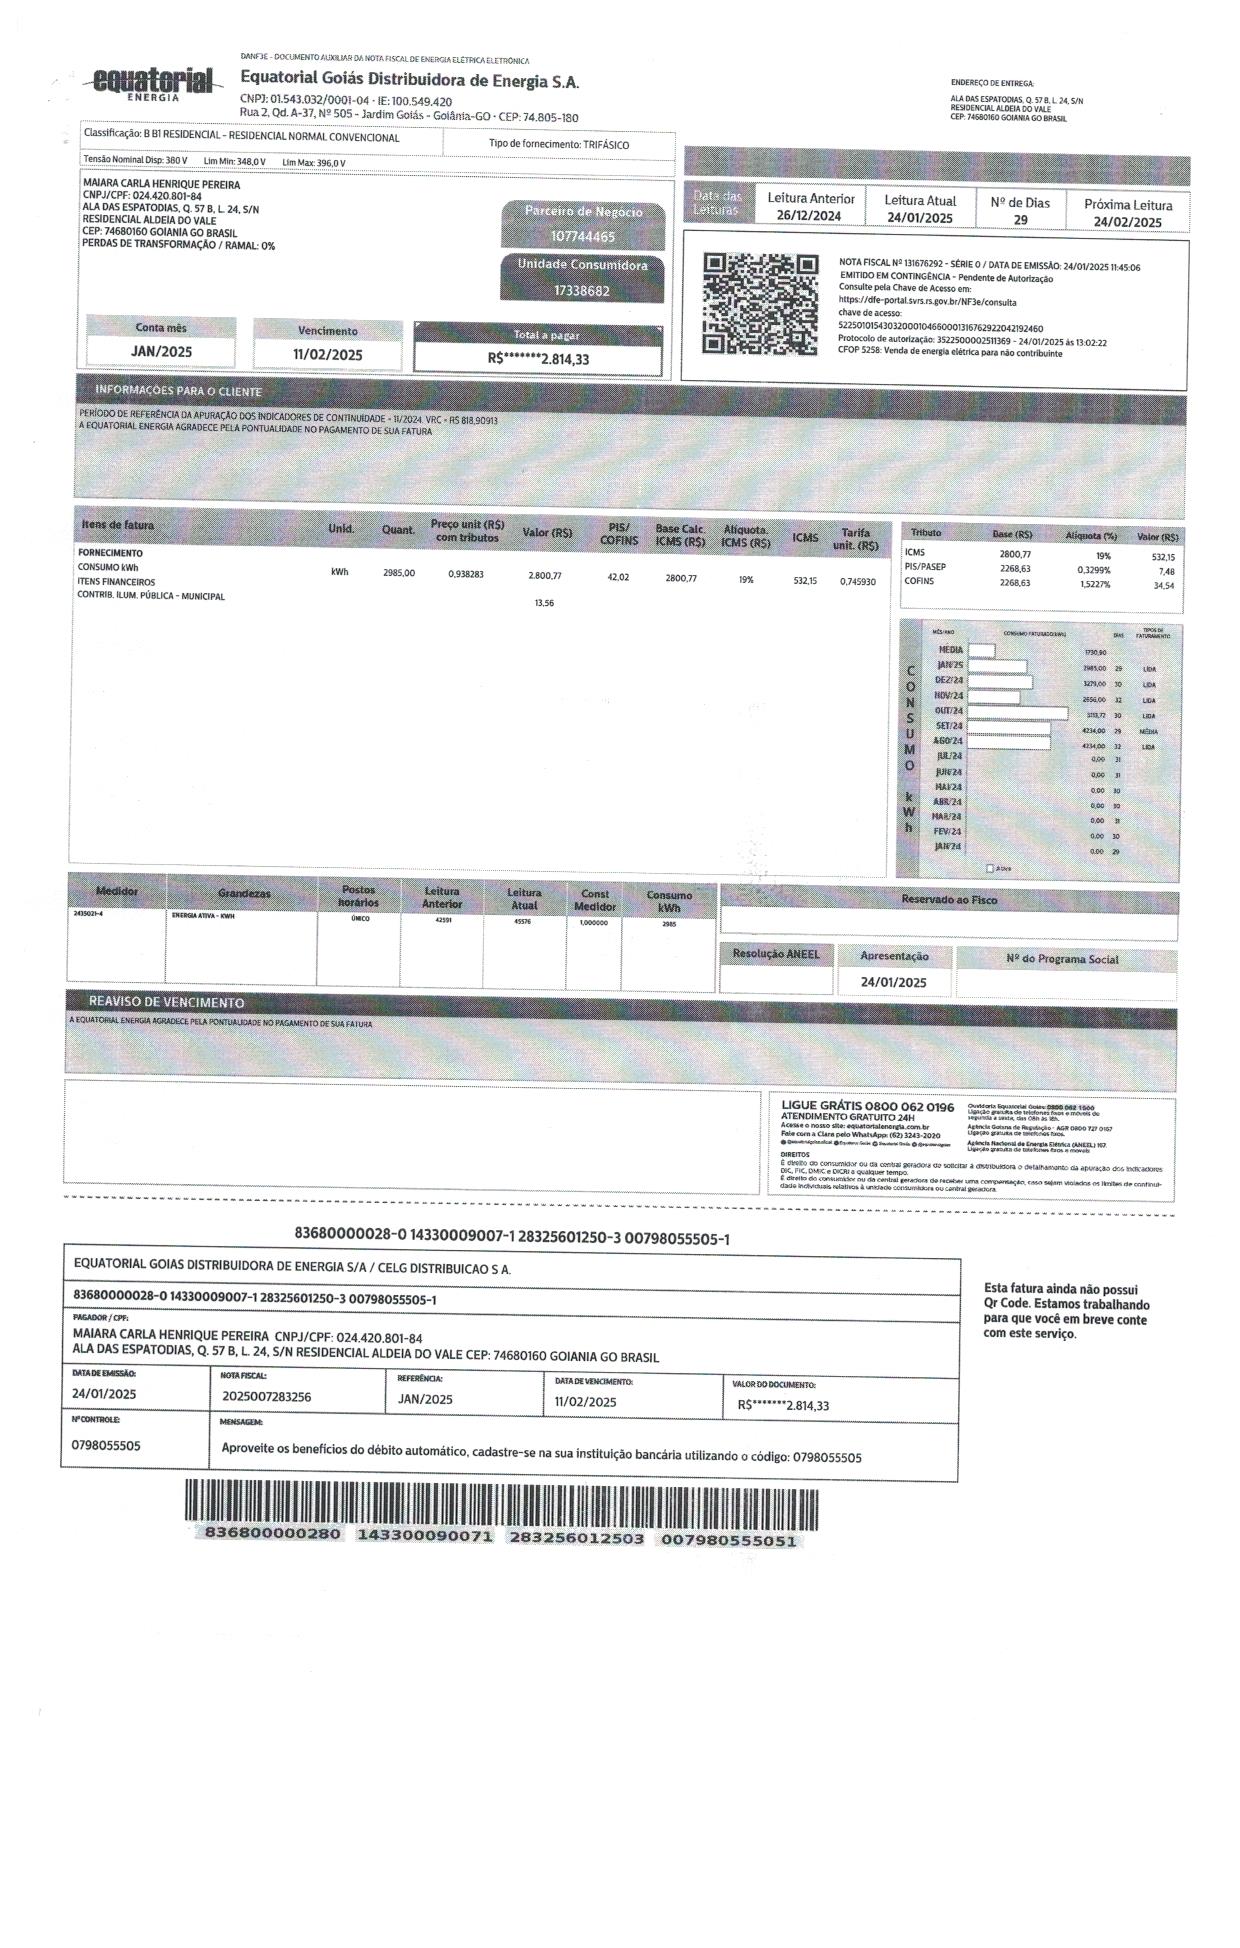 DANF3E - DOCUMENTO AUXILIAR DA NOTA FISCAL DE ENERGIA ELÉTRICA ELETRÔNICA
equatorial
ENERGIA
Equatorial Goiás Distribuidora de Energia S.A.
CNPJ: 01.543.032/0001-04 - IE: 100.549.420
Rua 2, Qd. A-37, Nº 505 - Jardim Goiás - Goiânia-GO - CEP: 74.805-180
ENDEREÇO DE ENTREGA:
ALA DAS ESPATODIAS, Q. 57 B, L. 24, S/N
RESIDENCIAL ALDEIA DO VALE
CEP: 74680160 GOIANIA GO BRASIL
Classificação: B B1 RESIDENCIAL - RESIDENCIAL NORMAL CONVENCIONAL
Tipo de fornecimento: TRIFÁSICO
Tensão Nominal Disp: 380 V Lim Min: 348,0 V Lim Max: 396,0 V
MAIARA CARLA HENRIQUE PEREIRA
CNPJ/CPF: 024.420.801-84
ALA DAS ESPATODIAS, Q. 57 B, L. 24, S/N
RESIDENCIAL ALDEIA DO VALE
CEP: 74680160 GOIANIA GO BRASIL
PERDAS DE TRANSFORMAÇÃO / RAMAL: 0%
Parceiro de Negócio
107744465
Unidade Consumidora
17338682
Data das Leituras
Leitura Anterior 26/12/2024
Leitura Atual 24/01/2025
Nº de Dias 29
Próxima Leitura 24/02/2025
NOTA FISCAL Nº 131676292 - SÉRIE 0 / DATA DE EMISSÃO: 24/01/2025 11:45:06
EMITIDO EM CONTINGÊNCIA - Pendente de Autorização
Consulte pela Chave de Acesso em:
https://dfe-portal.svrs.rs.gov.br/NF3e/consulta
chave de acesso:
52250101543032000104660001316762922042192460
Protocolo de autorização: 3522500002511369 - 24/01/2025 às 13:02:22
CFOP 5258: Venda de energia elétrica para não contribuinte
Conta mês
JAN/2025
Vencimento
11/02/2025
Total a pagar
R$*******2.814,33
INFORMAÇÕES PARA O CLIENTE
PERÍODO DE REFERÊNCIA DA APURAÇÃO DOS INDICADORES DE CONTINUIDADE - 11/2024. VRC - R$ 818,90913
A EQUATORIAL ENERGIA AGRADECE PELA PONTUALIDADE NO PAGAMENTO DE SUA FATURA
Itens de fatura Unid. Quant. Preço unit (R$) com tributos Valor (R$) PIS/ COFINS Base Calc. ICMS (R$) Alíquota. ICMS (R$) ICMS Tarifa unit. (R$)
FORNECIMENTO
CONSUMO kWh kWh 2985,00 0,938283 2.800,77 42,02 2800,77 19% 532,15 0,745930
ITENS FINANCEIROS
CONTRIB. ILUM. PÚBLICA - MUNICIPAL 13,56
Tributo Base (R$) Alíquota (%) Valor (R$)
ICMS 2800,77 19% 532,15
PIS/PASEP 2268,63 0,3299% 7,48
COFINS 2268,63 1,5227% 34,54
CONSUMO kWh
MÊS/ANO CONSUMO FATURADO(kWh) DIAS TIPOS DE FATURAMENTO
MÉDIA 1730,90
JAN/25 2985,00 29 LIDA
DEZ/24 3279,00 30 LIDA
NOV/24 2656,00 32 LIDA
OUT/24 30 LIDA
SET/24 4234,00 29 MÉDIA
AGO/24 4234,00 32 LIDA
JUL/24 0,00 31
JUN/24 0,00 31
MAI/24 0,00 30
ABR/24 0,00 30
MAR/24 0,00 31
FEV/24 0,00 30
JAN/24 0,00 29
Ativo
Medidor Grandezas Postos horários Leitura Anterior Leitura Atual Const Medidor Consumo kWh
2435021-4 ENERGIA ATIVA - KWH ÚNICO 42591 45576 1,000000 2985
Reservado ao Fisco
Resolução ANEEL
Apresentação
24/01/2025
Nº do Programa Social
REAVISO DE VENCIMENTO
A EQUATORIAL ENERGIA AGRADECE PELA PONTUALIDADE NO PAGAMENTO DE SUA FATURA
LIGUE GRÁTIS 0800 062 0196
ATENDIMENTO GRATUITO 24H
Acesse o nosso site: equatorialenergia.com.br
Fale com a Clara pelo WhatsApp: (62) 3243-2020
Ouvidoria Equatorial Goiás: 0800 062 1500
Ligação gratuita de telefones fixos e móveis de
segunda a sexta, das 08h às 18h.
Agência Goiana de Regulação - AGR 0800 727 0167
Ligação gratuita de telefones fixos.
Agência Nacional de Energia Elétrica (ANEEL) 167.
Ligação gratuita de telefones fixos e móveis
DIREITOS
É direito do consumidor ou da central geradora de solicitar à distribuidora o detalhamento da apuração dos indicadores
DIC, FIC, DMIC e DICRI a qualquer tempo.
É direito do consumidor ou da central geradora de receber uma compensação, caso sejam violados os limites de continui-
dade individuais relativos à unidade consumidora ou central geradora.
83680000028-0 14330009007-1 28325601250-3 00798055505-1
EQUATORIAL GOIAS DISTRIBUIDORA DE ENERGIA S/A / CELG DISTRIBUICAO S A.
83680000028-0 14330009007-1 28325601250-3 00798055505-1
PAGADOR / CPF:
MAIARA CARLA HENRIQUE PEREIRA CNPJ/CPF: 024.420.801-84
ALA DAS ESPATODIAS, Q. 57 B, L. 24, S/N RESIDENCIAL ALDEIA DO VALE CEP: 74680160 GOIANIA GO BRASIL
DATA DE EMISSÃO: 24/01/2025
NOTA FISCAL: 2025007283256
REFERÊNCIA: JAN/2025
DATA DE VENCIMENTO: 11/02/2025
VALOR DO DOCUMENTO: R$*******2.814,33
Nº CONTROLE: 0798055505
MENSAGEM: Aproveite os benefícios do débito automático, cadastre-se na sua instituição bancária utilizando o código: 0798055505
Esta fatura ainda não possui
Qr Code. Estamos trabalhando
para que você em breve conte
com este serviço.
836800000280 143300090071 283256012503 007980555051